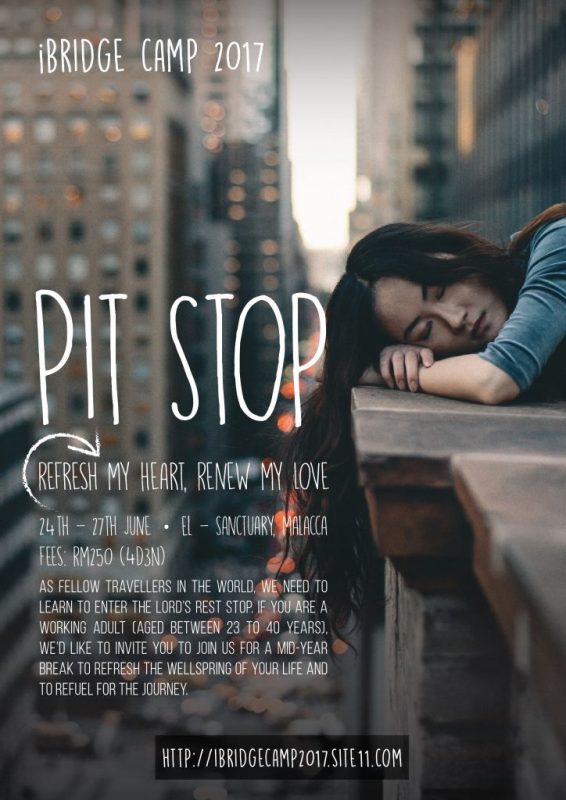 iBRIDGE CAMP 2017
PIT STOP
REFRESH MY HEART, RENEW MY LOVE
24TH – 27TH JUNE • EL – SANCTUARY, MALACCA
FEES: RM250 (4D3N)
AS FELLOW TRAVELLERS IN THE WORLD, WE NEED TO
LEARN TO ENTER THE LORD'S REST STOP. IF YOU ARE A
WORKING ADULT (AGED BETWEEN 23 TO 40 YEARS),
WE'D LIKE TO INVITE YOU TO JOIN US FOR A MID-YEAR
BREAK TO REFRESH THE WELLSPRING OF YOUR LIFE AND
TO REFUEL FOR THE JOURNEY.
HTTP://IBRIDGECAMP2017.SITE11.COM